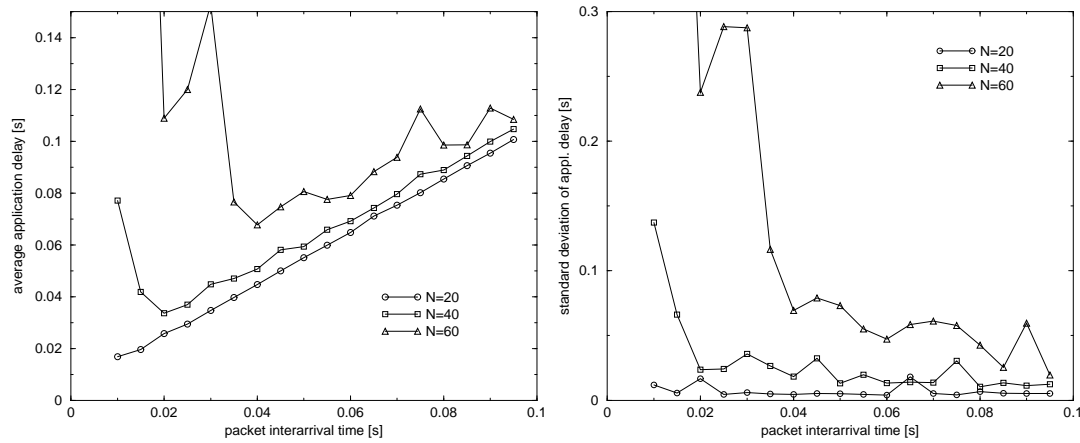 0.14
0.12
0.1
0.08
0.06
0.04
0.02
0
0
0.02
0.04
0.06
0.08
0.1
average application delay [s]
packet interarrival time [s]
N=20
N=40
N=60
0.3
0.2
0.1
0
0
0.02
0.04
0.06
0.08
0.1
standard deviation of appl. delay [s]
packet interarrival time [s]
N=20
N=40
N=60